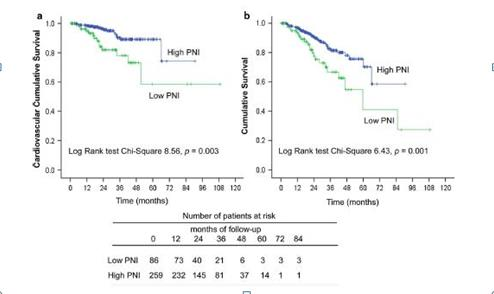 a
Cardiovascular Cumulative Survival
1.0
0.8
0.6
0.4
0.2
0.0
High PNI
Low PNI
Log Rank test Chi-Square 8.56, p = 0.003
0 12 24 36 48 60 72 84 96 108 120
Time (months)
b
Cumulative Survival
1.0
0.8
0.6
0.4
0.2
0.0
High PNI
Low PNI
Log Rank test Chi-Square 6.43, p = 0.001
0 12 24 36 48 60 72 84 96 108 120
Time (months)
Number of patients at risk
months of follow-up
0 12 24 36 48 60 72 84
Low PNI 86 73 40 21 6 3 3 3
High PNI 259 232 145 81 37 14 1 1